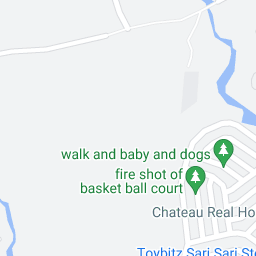 walk and baby and dogs
fire shot of
basket ball court
Chateau Real Ho
Toybitz Sari Sari St